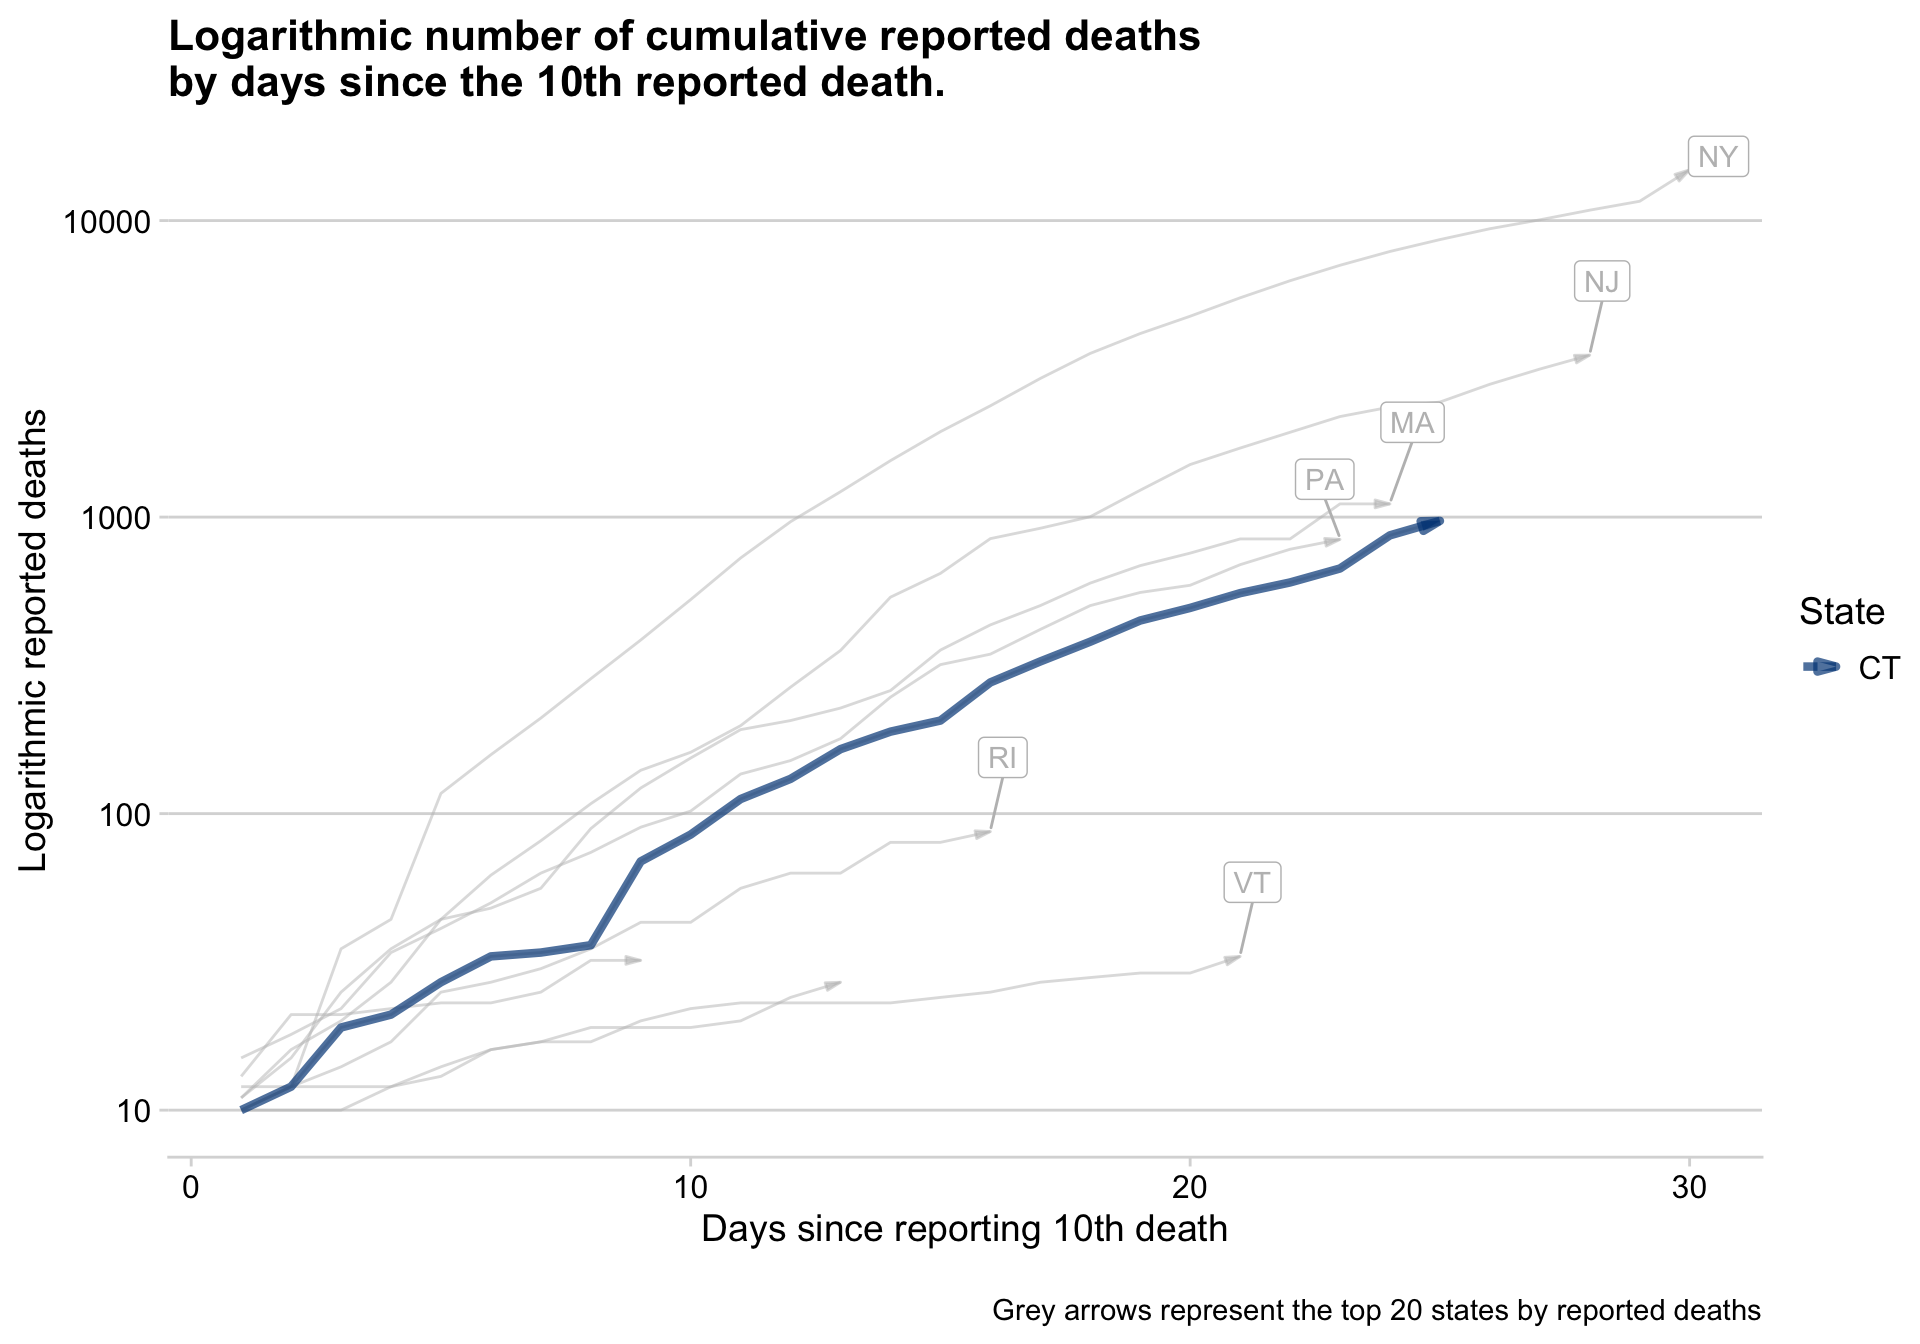 Logarithmic number of cumulative reported deaths
by days since the 10th reported death.
Logarithmic reported deaths
10000
1000
100
10
NY
NJ
MA
PA
RI
VT
State
CT
0
10
20
30
Days since reporting 10th death
Grey arrows represent the top 20 states by reported deaths